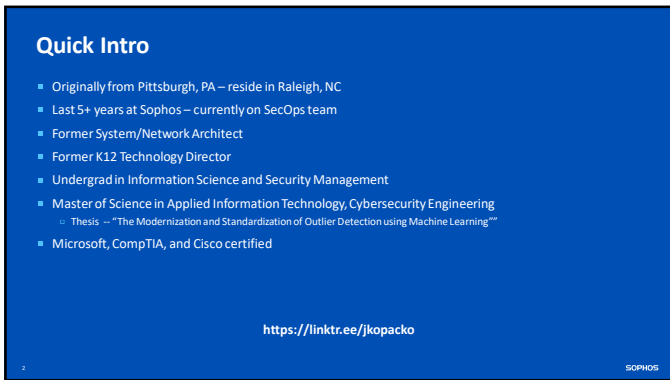 Quick Intro
Originally from Pittsburgh, PA – reside in Raleigh, NC
Last 5+ years at Sophos – currently on SecOps team
Former System/Network Architect
Former K12 Technology Director
Undergrad in Information Science and Security Management
Master of Science in Applied Information Technology, Cybersecurity Engineering
Thesis -- “The Modernization and Standardization of Outlier Detection using Machine Learning””
Microsoft, CompTIA, and Cisco certified
https://linktr.ee/jkopacko
2
SOPHOS